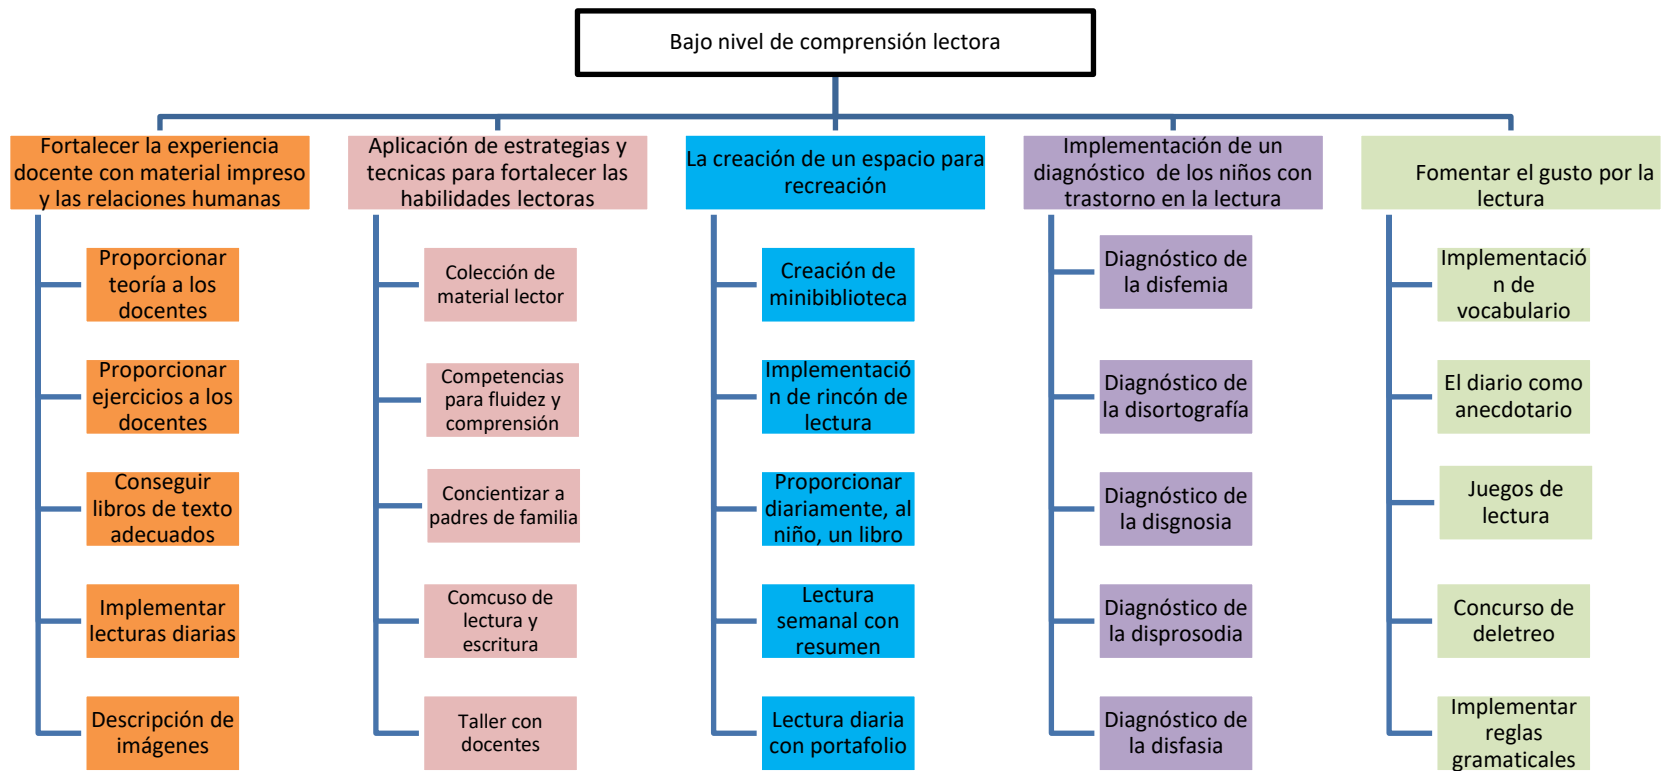 Bajo nivel de comprensión lectora
Fortalecer la experiencia
docente con material impreso
y las relaciones humanas
Proporcionar
teoría a los
docentes
Proporcionar
ejercicios a los
docentes
Conseguir
libros de texto
adecuados
Implementar
lecturas diarias
Descripción de
imágenes
Aplicación de estrategias y
tecnicas para fortalecer las
habilidades lectoras
Colección de
material lector
Competencias
para fluidez y
comprensión
Concientizar a
padres de familia
Comcuso de
lectura y
escritura
Taller con
docentes
La creación de un espacio para
recreación
Creación de
minibiblioteca
Implementació
n de rincón de
lectura
Proporcionar
diariamente, al
niño, un libro
Lectura
semanal con
resumen
Lectura diaria
con portafolio
Implementación de un
diagnóstico de los niños con
trastorno en la lectura
Diagnóstico de
la disfemia
Diagnóstico de
la disortografía
Diagnóstico de
la disgnosia
Diagnóstico de
la disprosodia
Diagnóstico de
la disfasia
Fomentar el gusto por la
lectura
Implementació
n de
vocabulario
El diario como
anecdotario
Juegos de
lectura
Concurso de
deletreo
Implementar
reglas
gramaticales